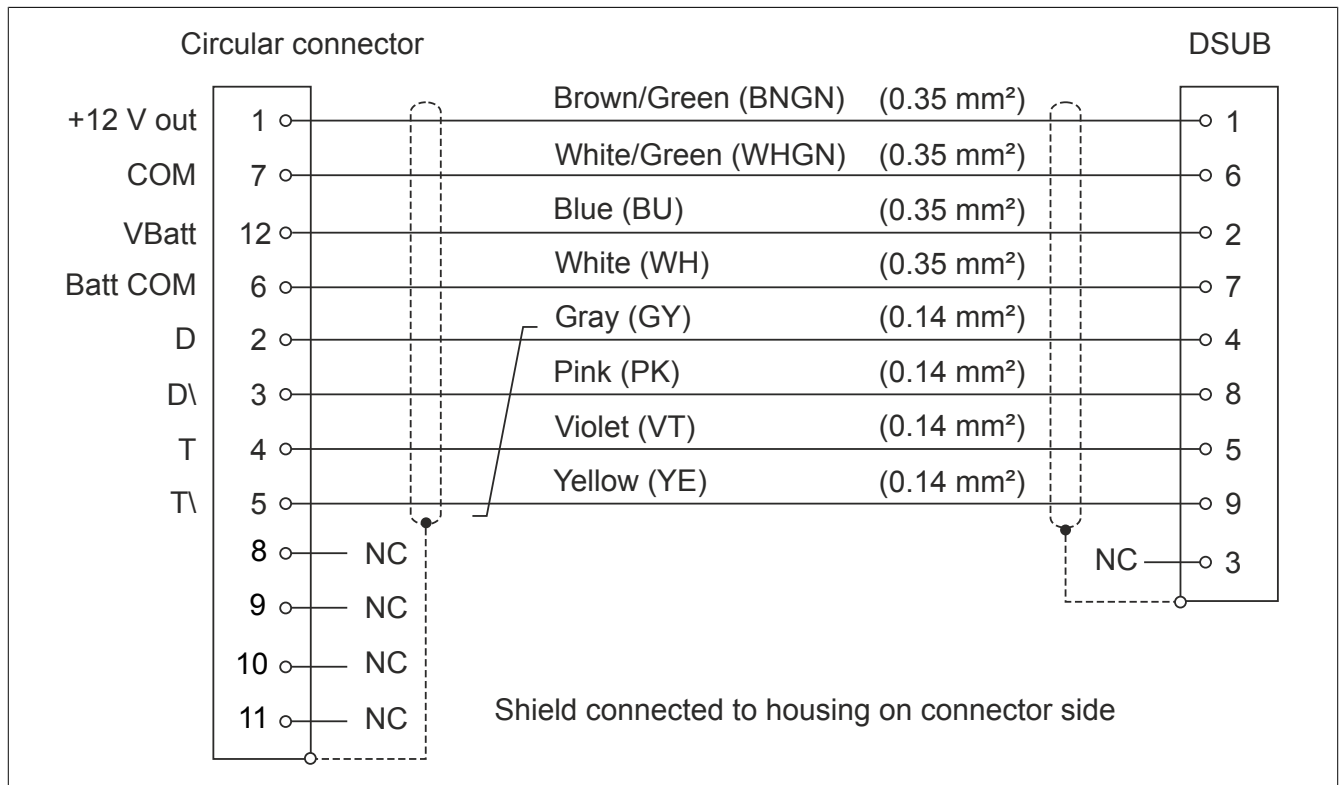 Circular connector DSUB
+12 V out 1 Brown/Green (BNGN) (0.35 mm²) 1
COM 7 White/Green (WHGN) (0.35 mm²) 6
VBatt 12 Blue (BU) (0.35 mm²) 2
Batt COM 6 White (WH) (0.35 mm²) 7
D 2 Gray (GY) (0.14 mm²) 4
D\ 3 Pink (PK) (0.14 mm²) 8
T 4 Violet (VT) (0.14 mm²) 5
T\ 5 Yellow (YE) (0.14 mm²) 9
8 NC NC 3
9 NC
10 NC
11 NC Shield connected to housing on connector side